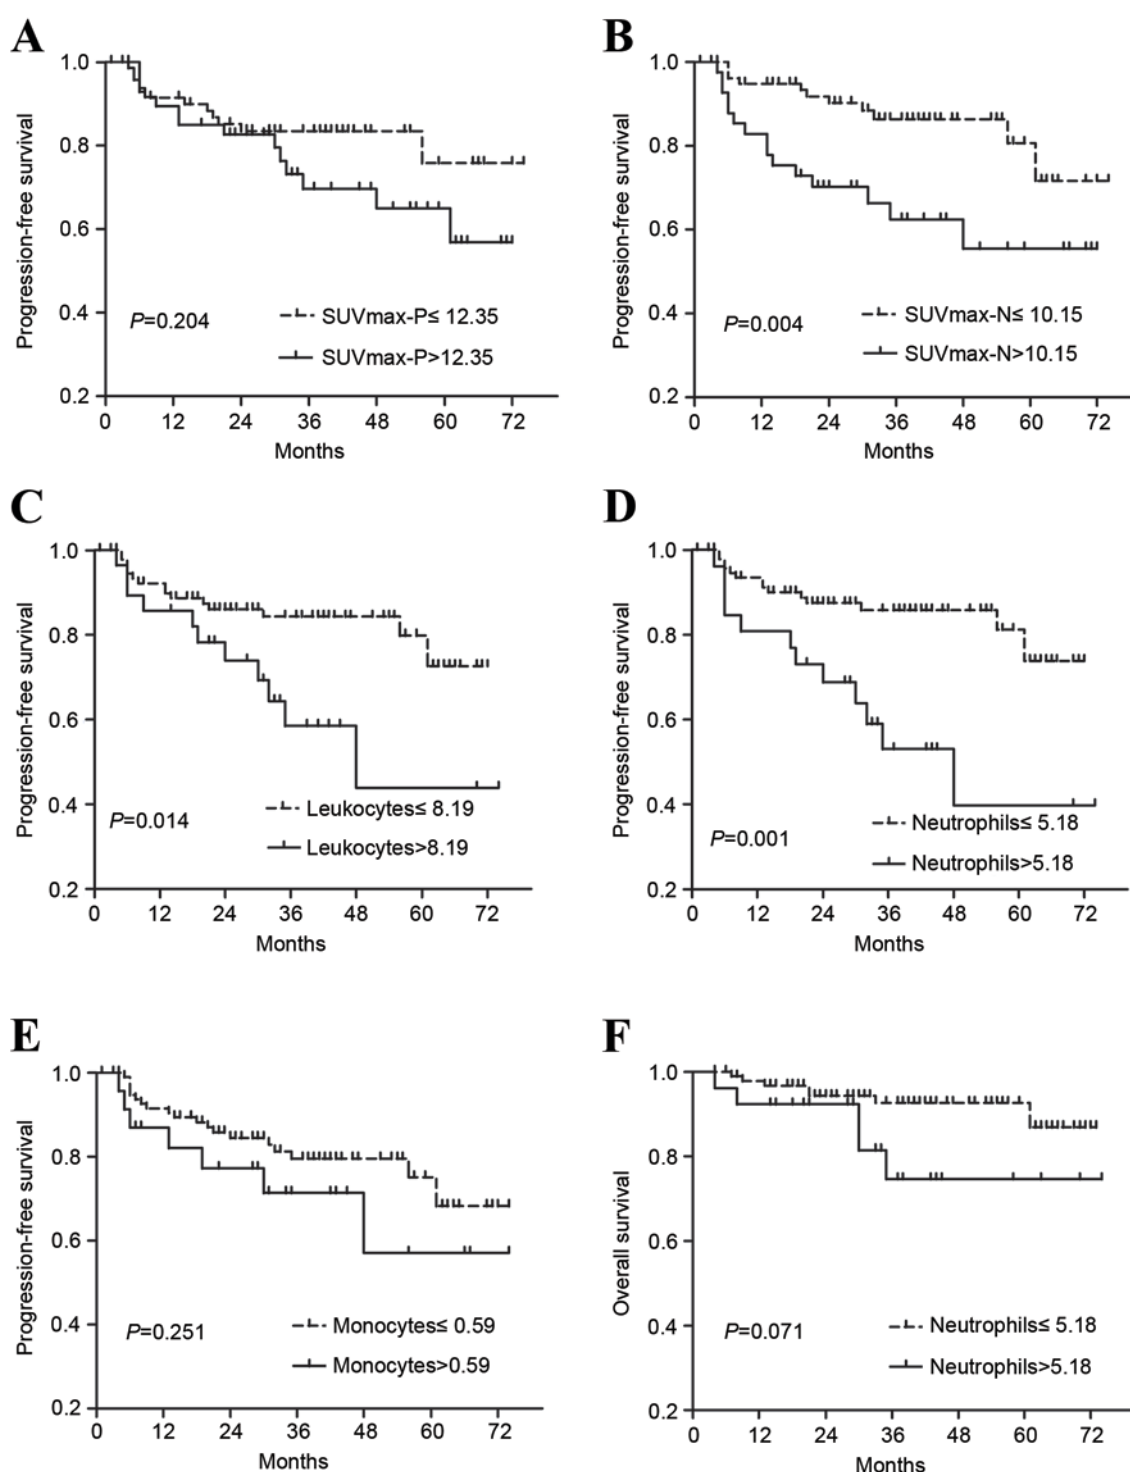 A
Progression-free survival
1.0
0.8
0.6
0.4
0.2
P=0.204
SUVmax-P≤ 12.35
SUVmax-P>12.35
0 12 24 36 48 60 72
Months
B
Progression-free survival
1.0
0.8
0.6
0.4
0.2
P=0.004
SUVmax-N≤ 10.15
SUVmax-N>10.15
0 12 24 36 48 60 72
Months
C
Progression-free survival
1.0
0.8
0.6
0.4
0.2
P=0.014
Leukocytes≤ 8.19
Leukocytes>8.19
0 12 24 36 48 60 72
Months
D
Progression-free survival
1.0
0.8
0.6
0.4
0.2
P=0.001
Neutrophils≤ 5.18
Neutrophils>5.18
0 12 24 36 48 60 72
Months
E
Progression-free survival
1.0
0.8
0.6
0.4
0.2
P=0.251
Monocytes≤ 0.59
Monocytes>0.59
0 12 24 36 48 60 72
Months
F
Overall survival
1.0
0.8
0.6
0.4
0.2
P=0.071
Neutrophils≤ 5.18
Neutrophils>5.18
0 12 24 36 48 60 72
Months